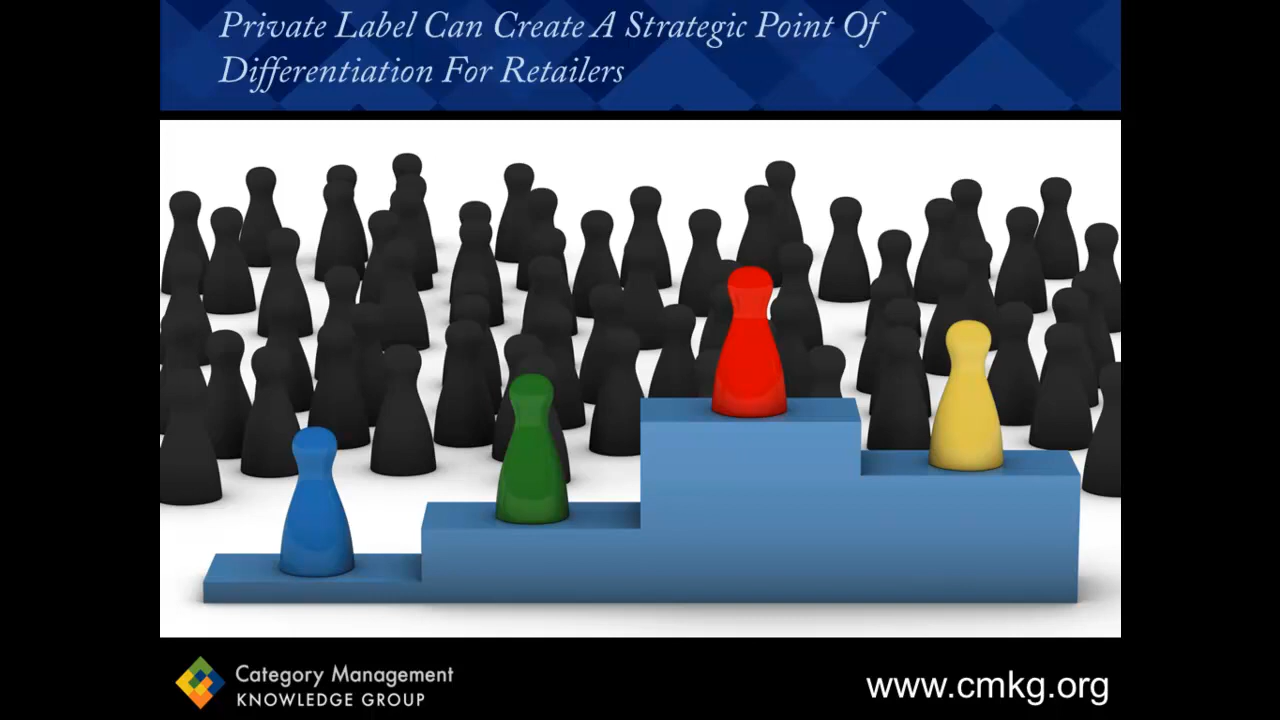 Private Label Can Create A Strategic Point Of
Differentiation For Retailers
Category Management
KNOWLEDGE GROUP
www.cmkg.org